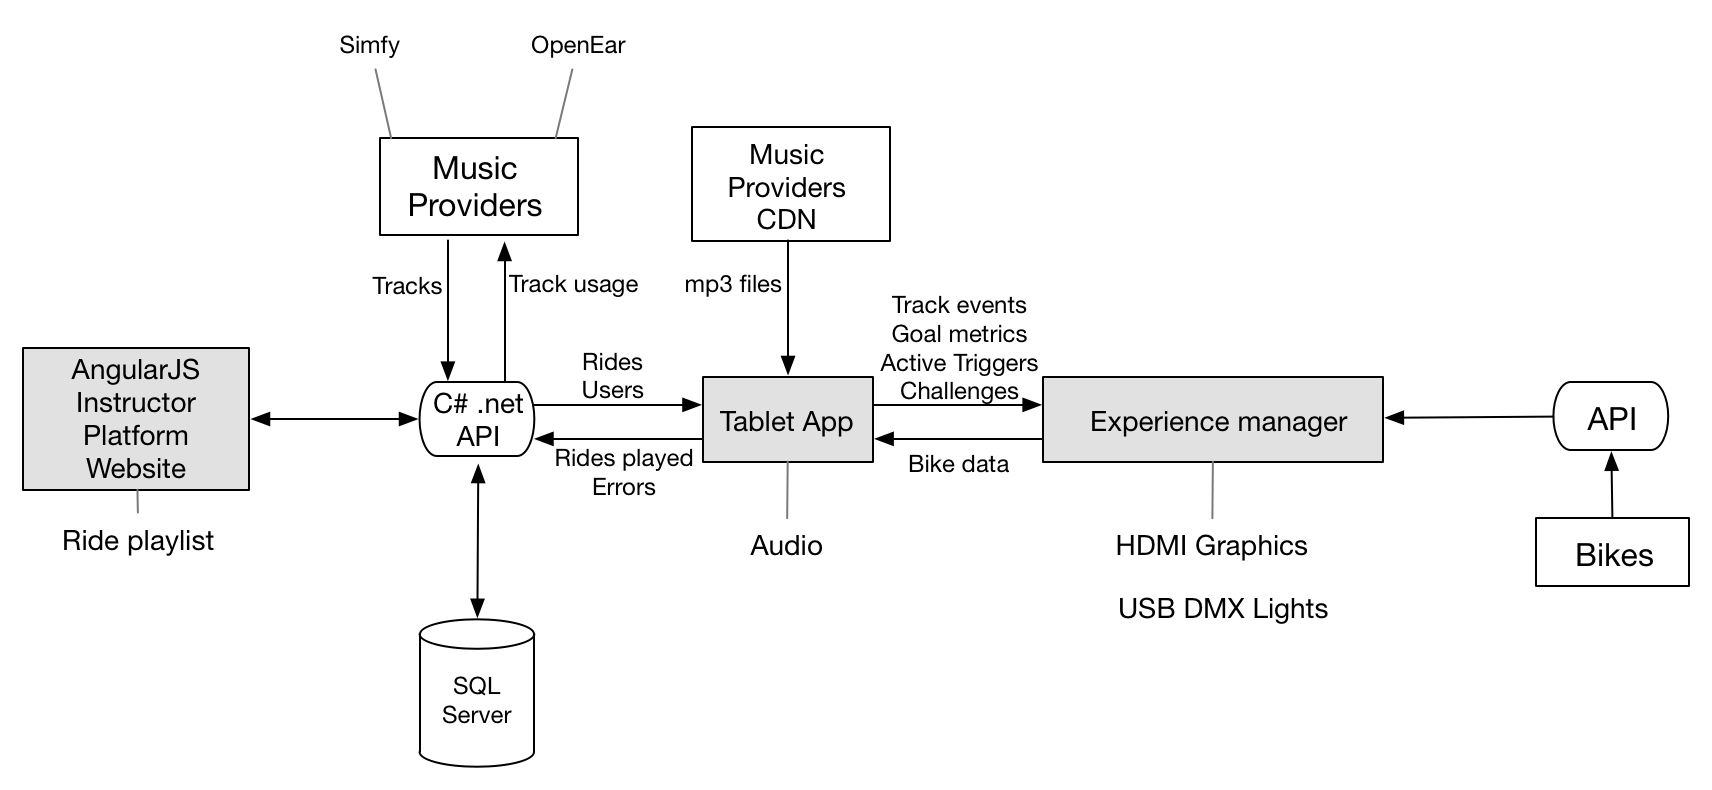 Simfy
OpenEar
Music
Providers
Music
Providers
CDN
Tracks
Track usage
mp3 files
Track events
Goal metrics
Active Triggers
Challenges
AngularJS
Instructor
Platform
Website
C# .net
API
Rides
Users
Tablet App
Experience manager
API
Rides played
Errors
Bike data
Ride playlist
Audio
HDMI Graphics
USB DMX Lights
Bikes
SQL
Server